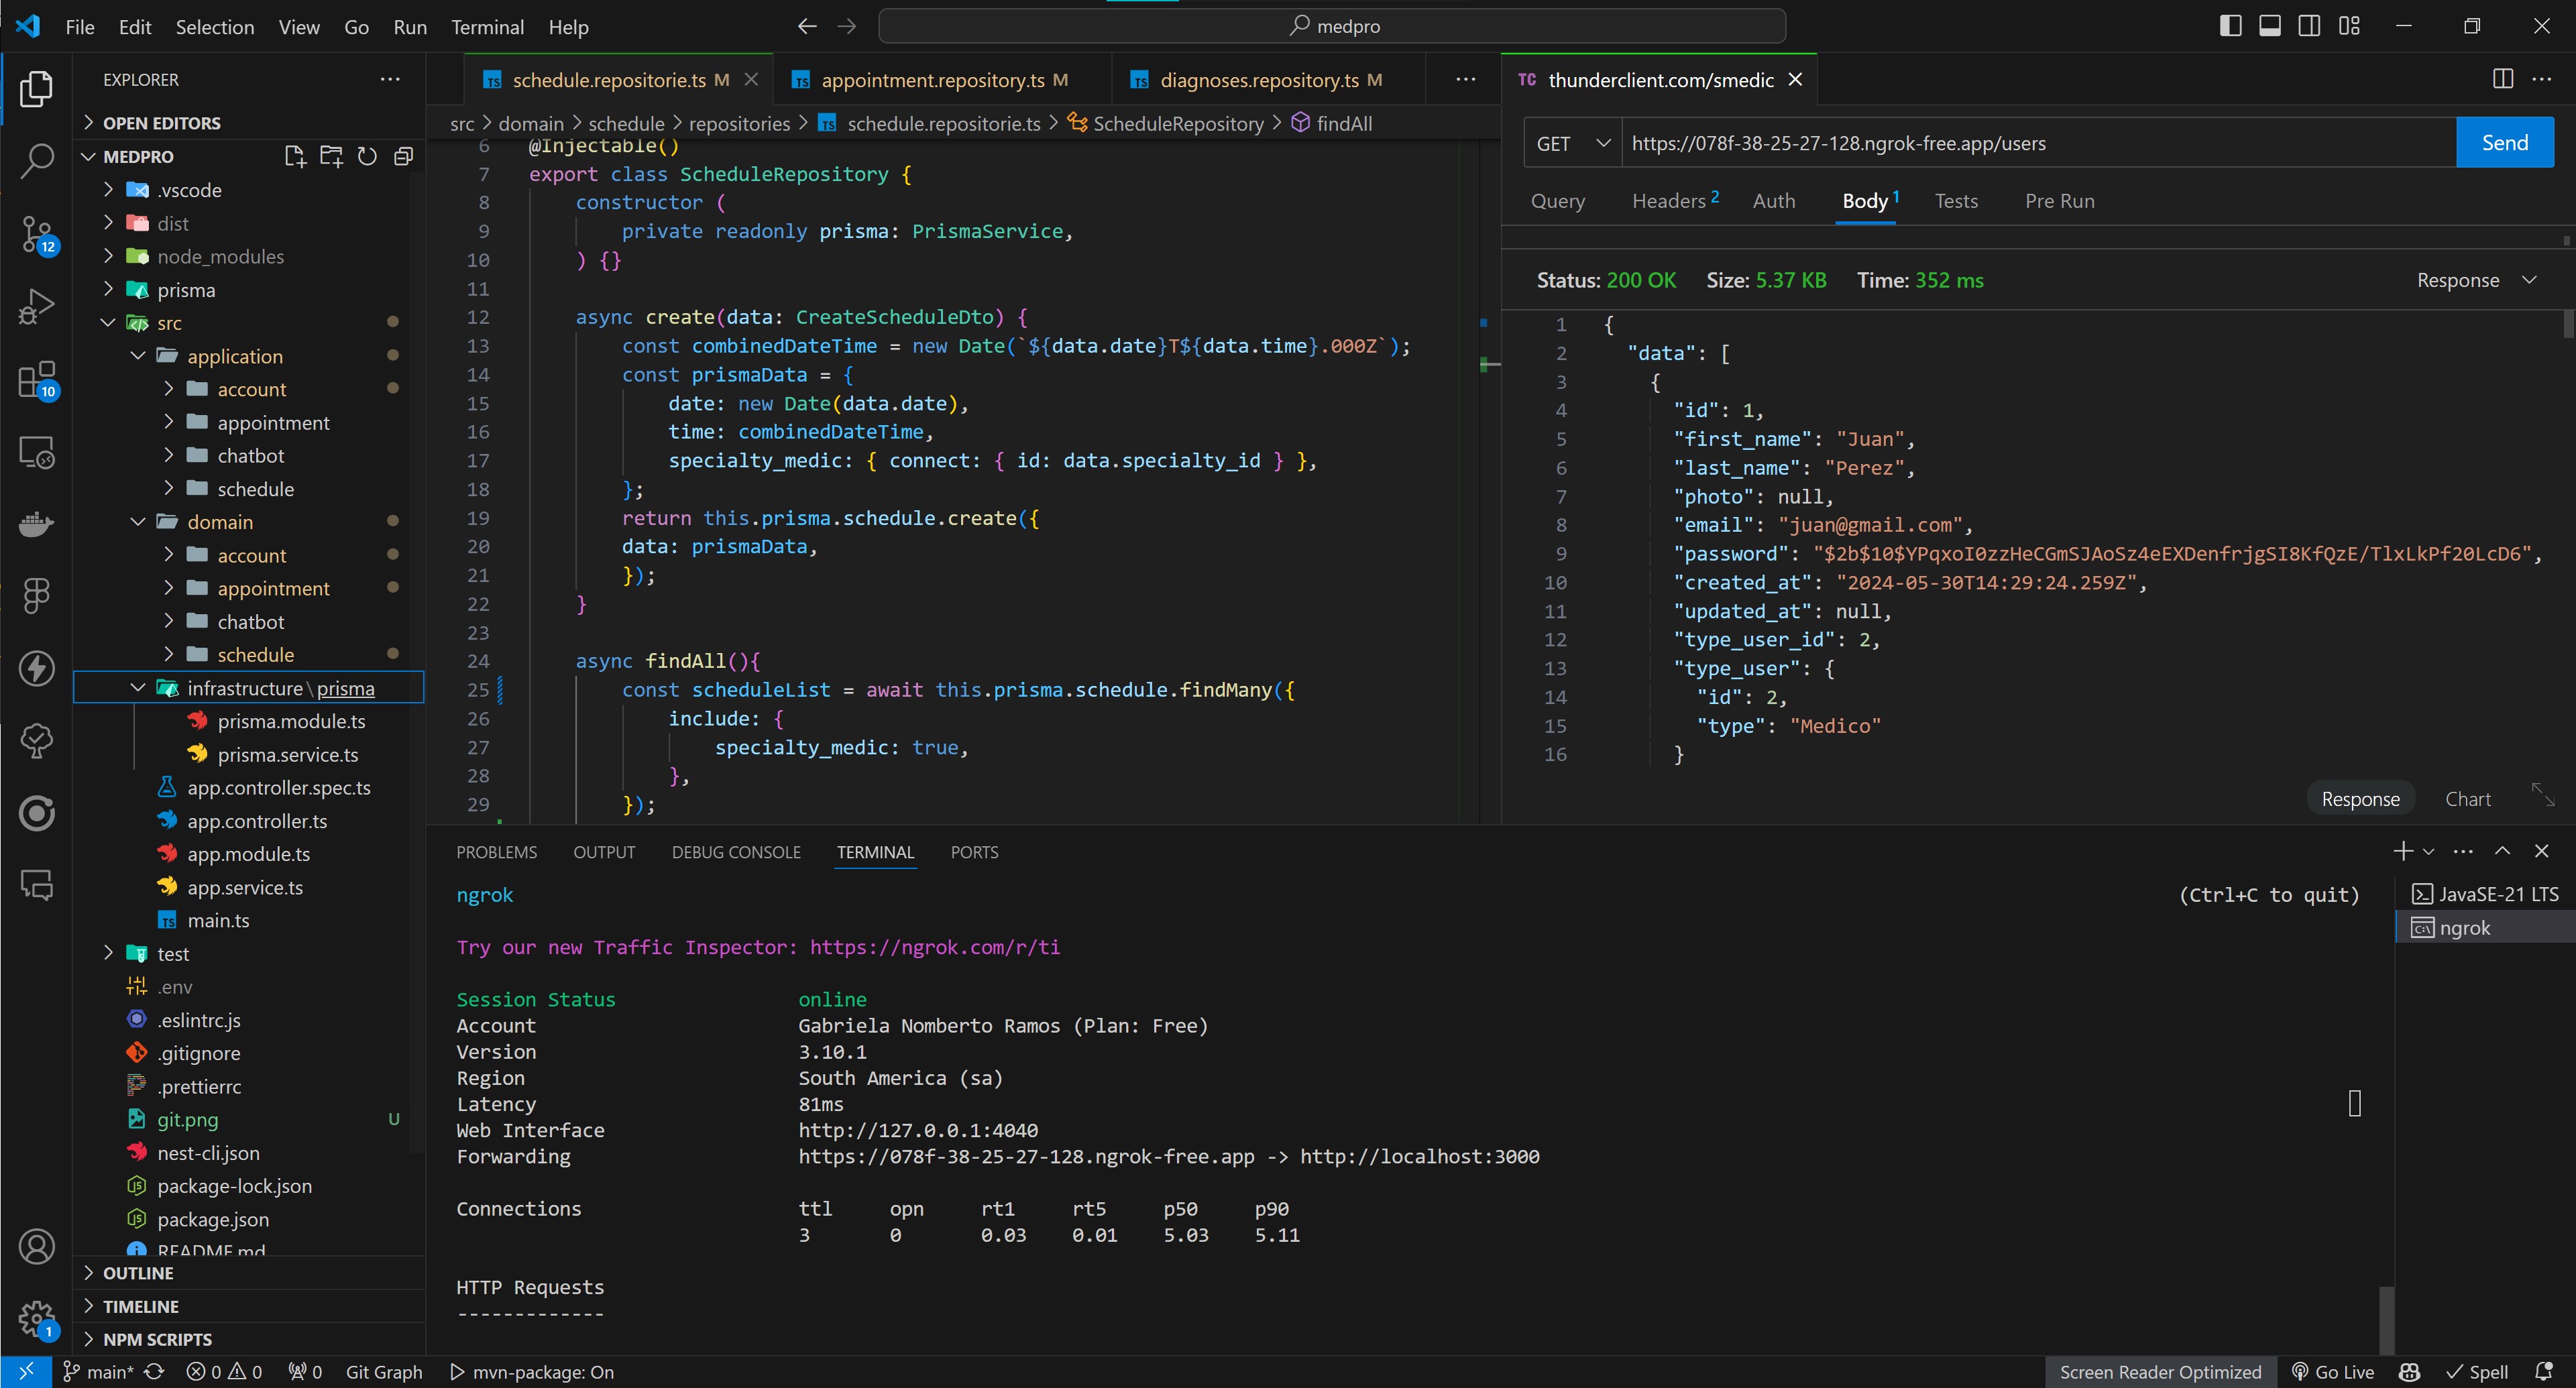 File Edit Selection View Go Run Terminal Help
medpro
EXPLORER
OPEN EDITORS
MEDPRO
.vscode
dist
node_modules
prisma
src
application
account
appointment
chatbot
schedule
domain
account
appointment
chatbot
schedule
infrastructure \ prisma
prisma.module.ts
prisma.service.ts
app.controller.spec.ts
app.controller.ts
app.module.ts
app.service.ts
main.ts
test
.env
.eslintrc.js
.gitignore
.prettierrc
git.png U
nest-cli.json
package-lock.json
package.json
README.md
OUTLINE
TIMELINE
NPM SCRIPTS
12
10
1
schedule.repositorie.ts M
appointment.repository.ts M
diagnoses.repository.ts M
src > domain > schedule > repositories > TS schedule.repositorie.ts > ScheduleRepository > findAll
6 @Injectable()
7 export class ScheduleRepository {
8 constructor (
9 private readonly prisma: PrismaService,
10 ) {}
11
12 async create(data: CreateScheduleDto) {
13 const combinedDateTime = new Date(`${data.date}T${data.time}.000Z`);
14 const prismaData = {
15 date: new Date(data.date),
16 time: combinedDateTime,
17 specialty_medic: { connect: { id: data.specialty_id } },
18 };
19 return this.prisma.schedule.create({
20 data: prismaData,
21 });
22 }
23
24 async findAll(){
25 const scheduleList = await this.prisma.schedule.findMany({
26 include: {
27 specialty_medic: true,
28 },
29 });
TC thunderclient.com/smedic
GET https://078f-38-25-27-128.ngrok-free.app/users Send
Query Headers 2 Auth Body 1 Tests Pre Run
Status: 200 OK Size: 5.37 KB Time: 352 ms Response
1 {
2 "data": [
3 {
4 "id": 1,
5 "first_name": "Juan",
6 "last_name": "Perez",
7 "photo": null,
8 "email": "juan@gmail.com",
9 "password": "$2b$10$YPqxoI0zzHeCGmSJAoSz4eEXDenfrjgSI8KfQzE/TlxLkPf20LcD6",
10 "created_at": "2024-05-30T14:29:24.259Z",
11 "updated_at": null,
12 "type_user_id": 2,
13 "type_user": {
14 "id": 2,
15 "type": "Medico"
16 }
Response Chart
PROBLEMS OUTPUT DEBUG CONSOLE TERMINAL PORTS
ngrok (Ctrl+C to quit)
Try our new Traffic Inspector: https://ngrok.com/r/ti
Session Status online
Account Gabriela Nomberto Ramos (Plan: Free)
Version 3.10.1
Region South America (sa)
Latency 81ms
Web Interface http://127.0.0.1:4040
Forwarding https://078f-38-25-27-128.ngrok-free.app -> http://localhost:3000
Connections ttl opn rt1 rt5 p50 p90
3 0 0.03 0.01 5.03 5.11
HTTP Requests
-------------
JavaSE-21 LTS
ngrok
main* 0 0 0 Git Graph mvn-package: On Screen Reader Optimized Go Live Spell